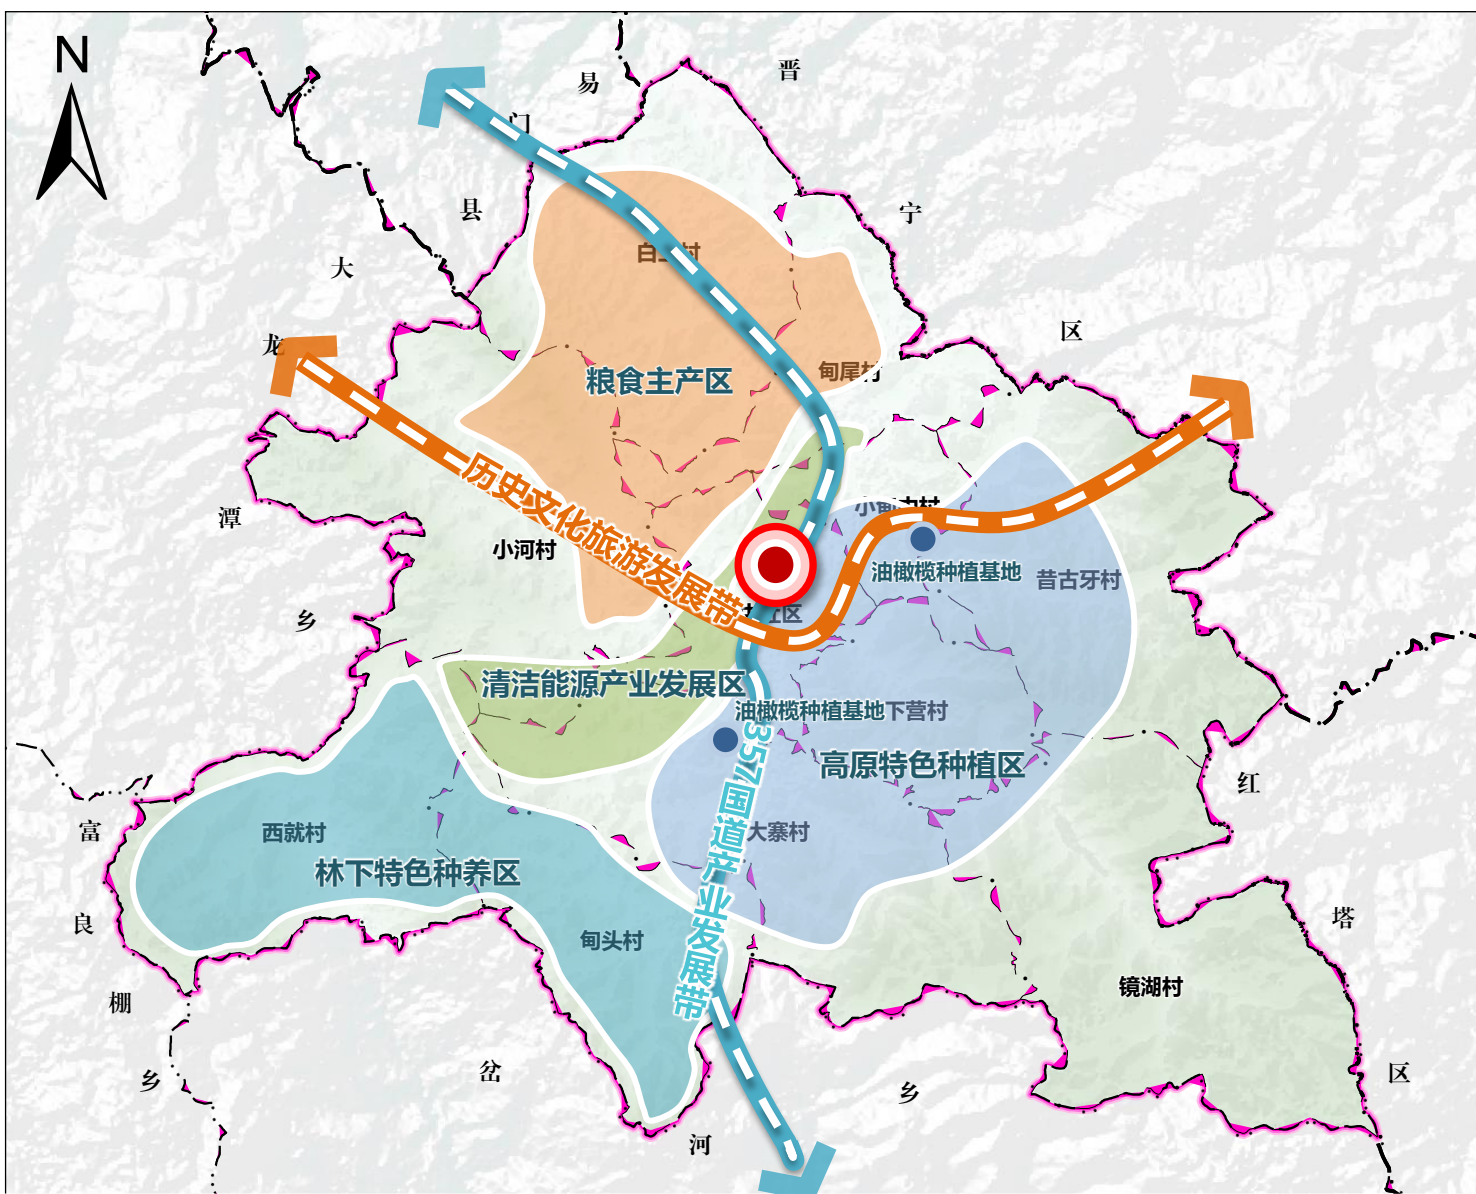 N
易
门
县
晋
宁
区
大
龙
潭
乡
粮食主产区
甸尾村
历史文化旅游发展带
小河村
油橄榄种植基地
昔古牙村
清洁能源产业发展区
油橄榄种植基地
下营村
高原特色种植区
357国道产业发展带
大寨村
西就村
林下特色种养区
甸头村
镜湖村
红
塔
区
富
良
棚
乡
岔
河
乡